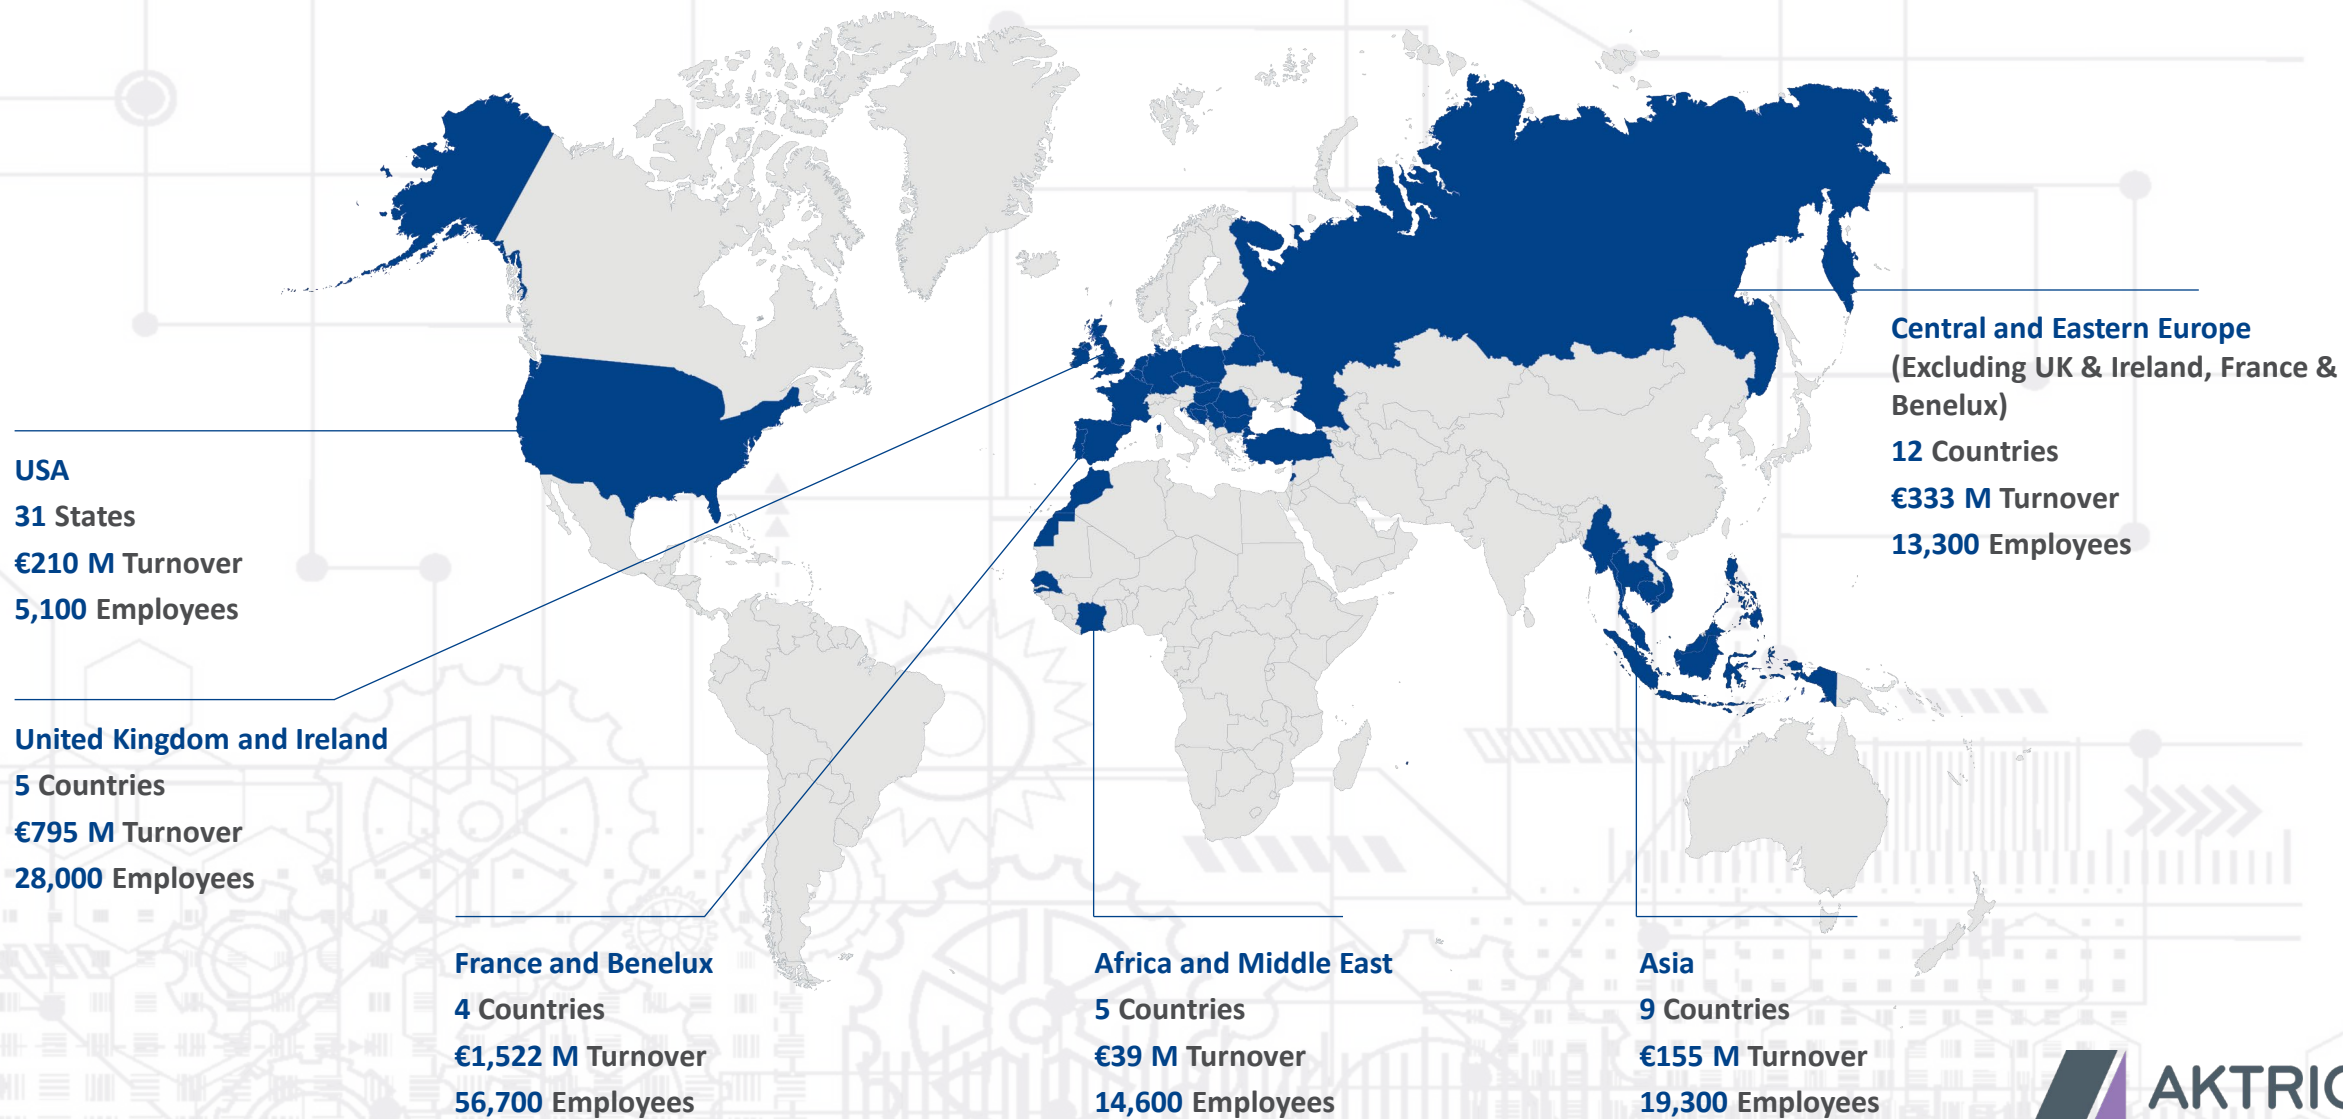 USA
31 States
€210 M Turnover
5,100 Employees
United Kingdom and Ireland
5 Countries
€795 M Turnover
28,000 Employees
France and Benelux
4 Countries
€1,522 M Turnover
56,700 Employees
Africa and Middle East
5 Countries
€39 M Turnover
14,600 Employees
Asia
9 Countries
€155 M Turnover
19,300 Employees
Central and Eastern Europe
(Excluding UK & Ireland, France &
Benelux)
12 Countries
€333 M Turnover
13,300 Employees